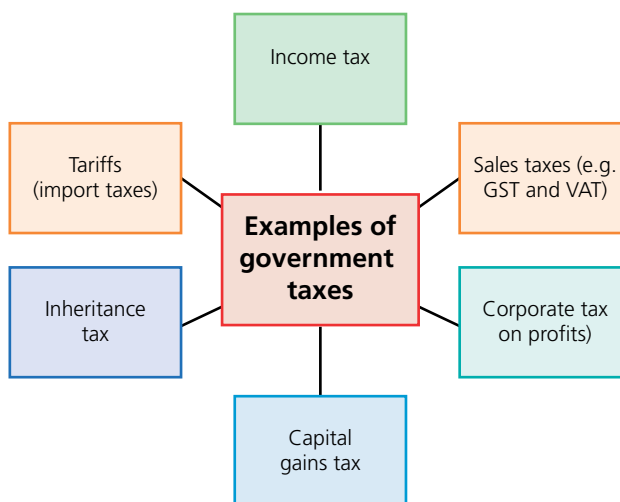 Income tax
Tariffs
(import taxes)
Sales taxes (e.g.
GST and VAT)
Examples of
government
taxes
Inheritance
tax
Corporate tax
on profits)
Capital
gains tax